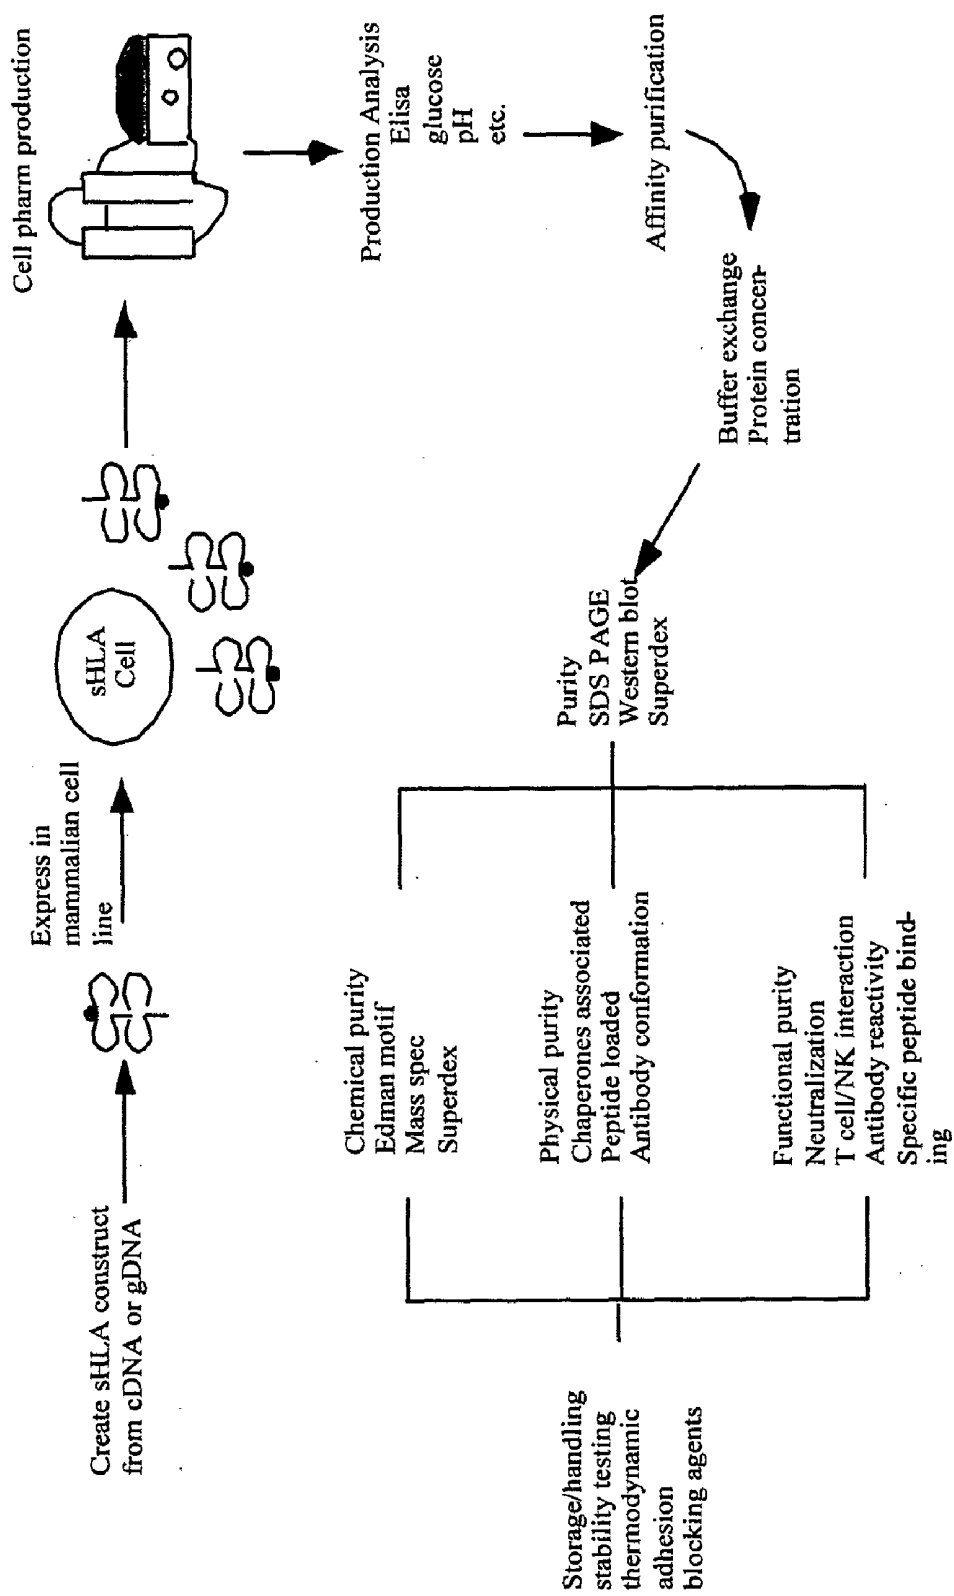 Create sHLA construct
from cDNA or gDNA
Express in
mammalian cell
line
sHLA
Cell
Cell pharm production
Production Analysis
Elisa
glucose
pH
etc.
Affinity purification
Buffer exchange
Protein concen-
tration
Purity
SDS PAGE
Western blot
Superdex
Chemical purity
Edman motif
Mass spec
Superdex
Physical purity
Chaperones associated
Peptide loaded
Antibody conformation
Functional purity
Neutralization
T cell/NK interaction
Antibody reactivity
Specific peptide bind-
ing
Storage/handling
stability testing
thermodynamic
adhesion
blocking agents